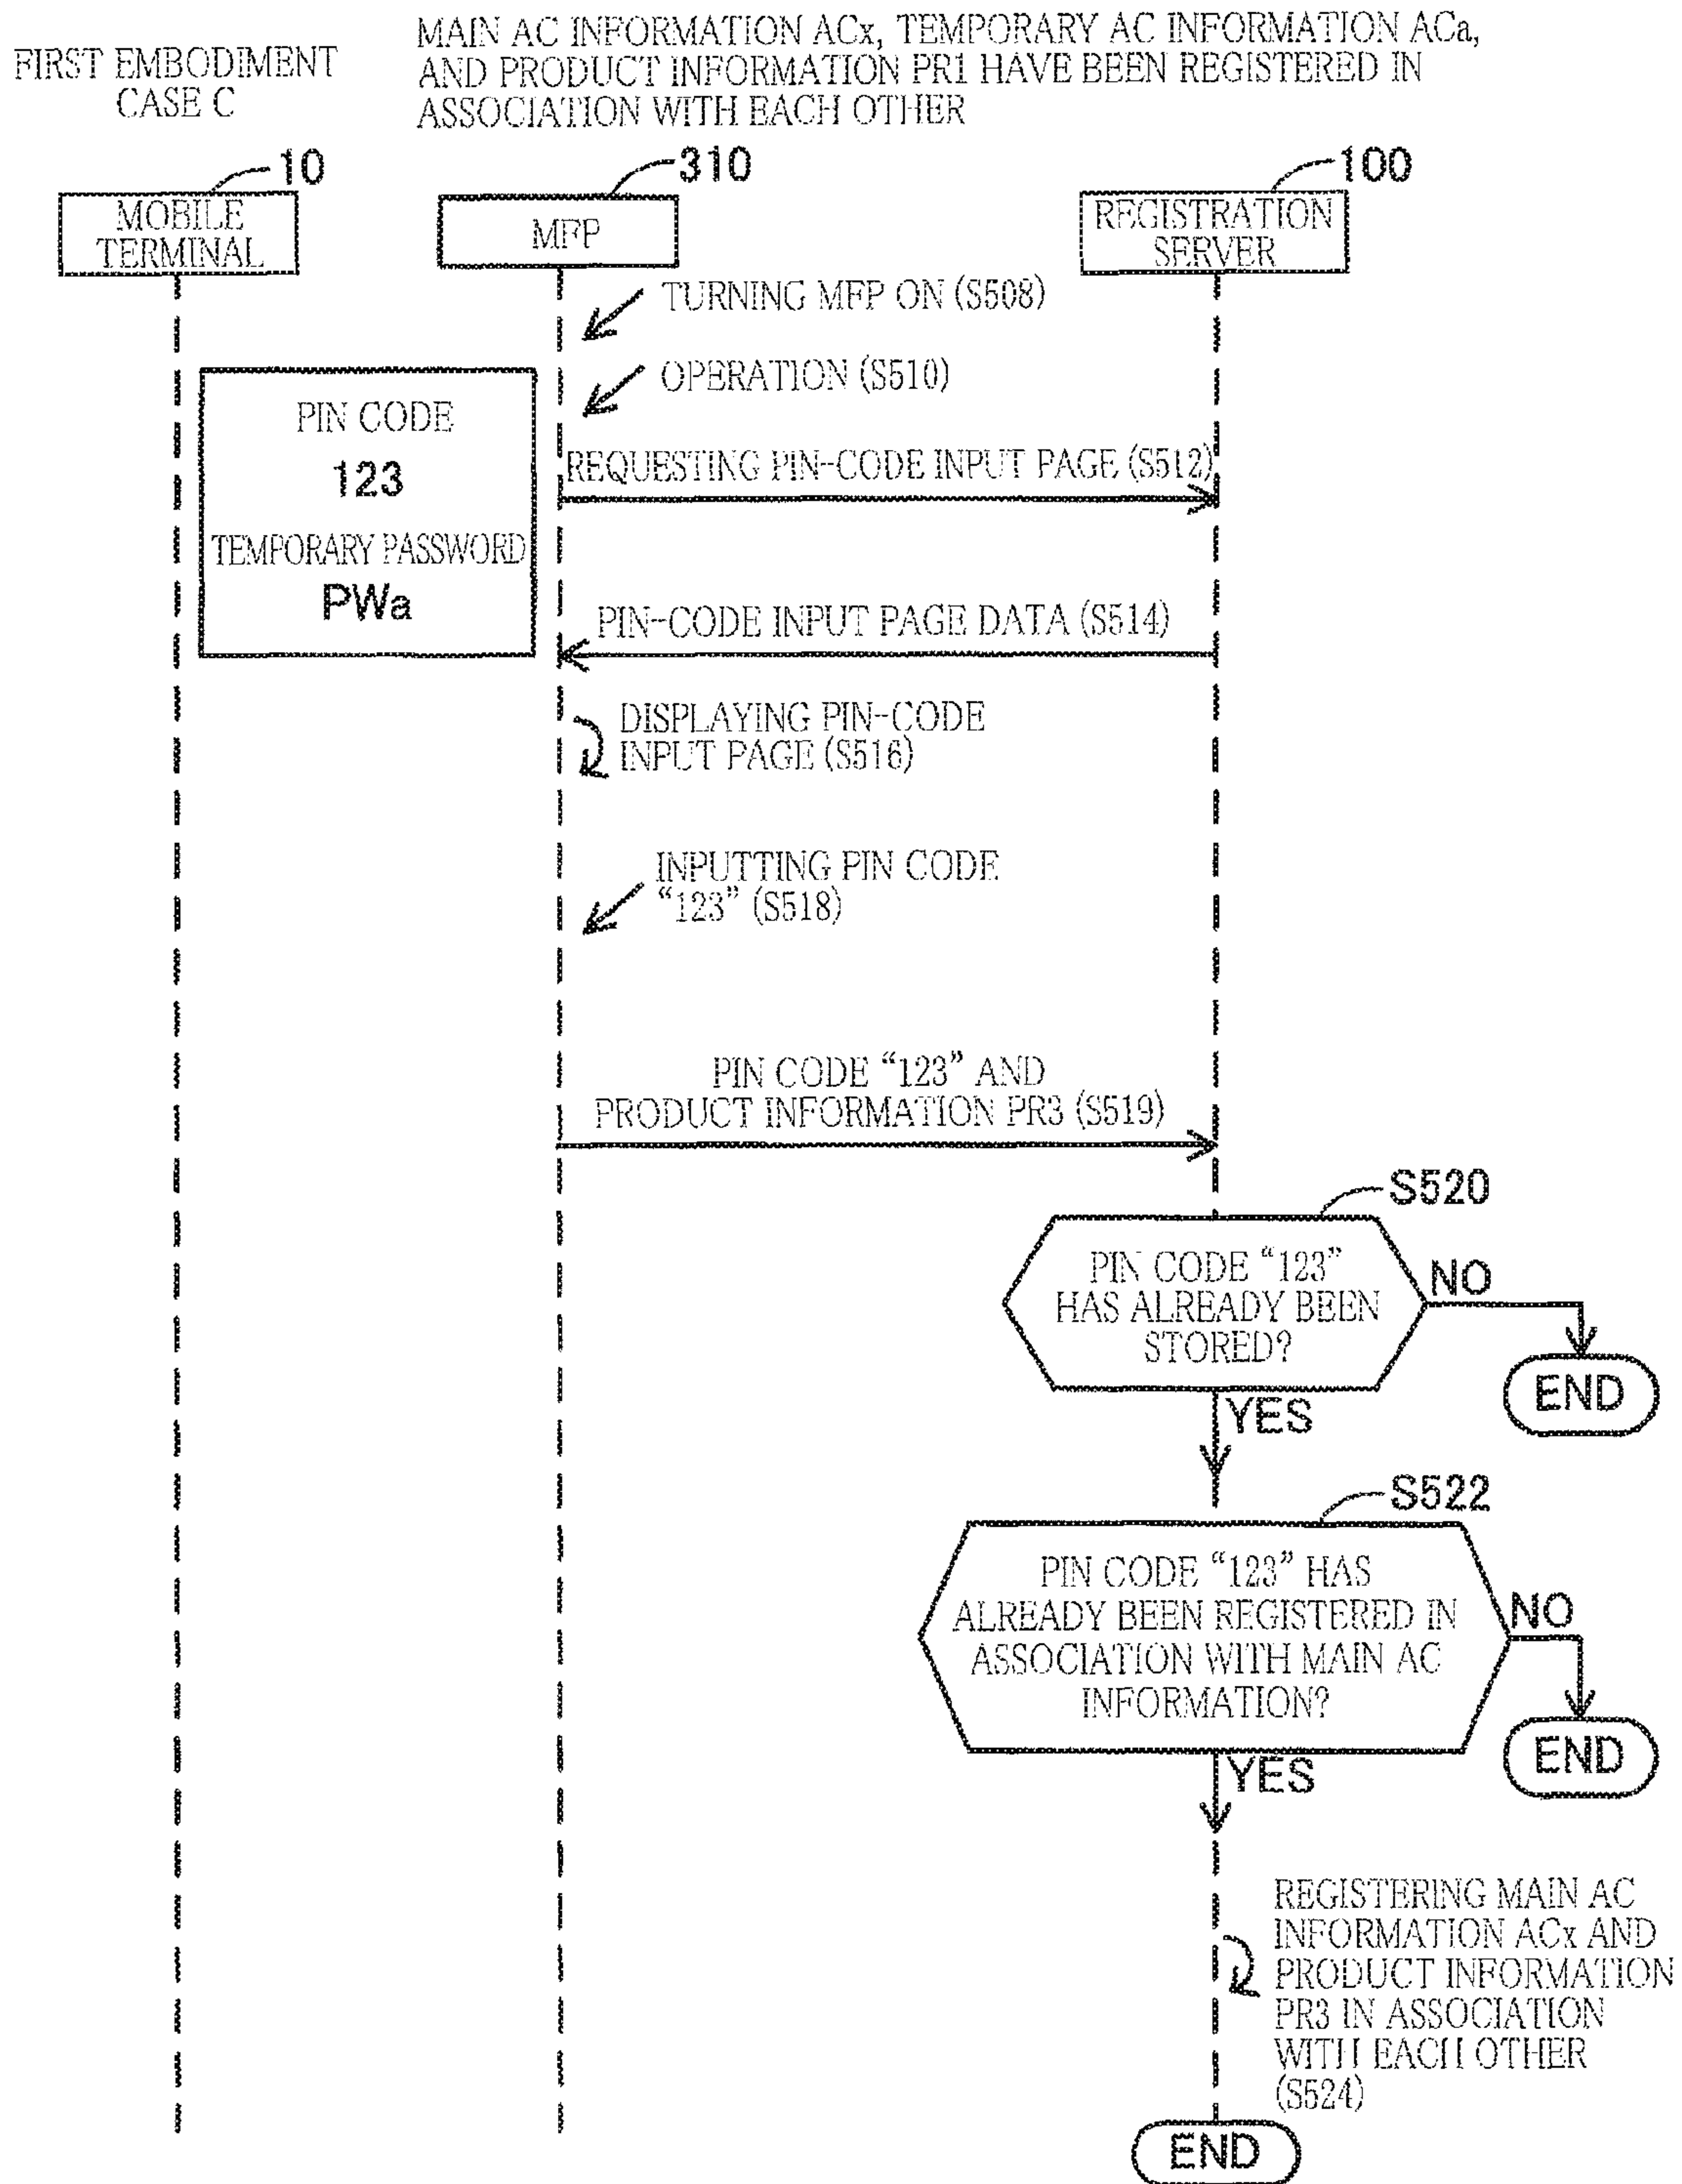 FIRST EMBODIMENT
CASE C
MAIN AC INFORMATION ACx, TEMPORARY AC INFORMATION ACa,
AND PRODUCT INFORMATION PR1 HAVE BEEN REGISTERED IN
ASSOCIATION WITH EACH OTHER
10
310
100
MOBILE
TERMINAL
MFP
REGISTRATION
SERVER
TURNING MFP ON (S508)
OPERATION (S510)
PIN CODE
123
TEMPORARY PASSWORD
PWa
REQUESTING PIN-CODE INPUT PAGE (S512)
PIN-CODE INPUT PAGE DATA (S514)
DISPLAYING PIN-CODE
INPUT PAGE (S516)
INPUTTING PIN CODE
“123” (S518)
PIN CODE “123” AND
PRODUCT INFORMATION PR3 (S519)
S520
PIN CODE “123”
HAS ALREADY BEEN
STORED?
NO
END
YES
S522
PIN CODE “123” HAS
ALREADY BEEN REGISTERED IN
ASSOCIATION WITH MAIN AC
INFORMATION?
NO
END
YES
REGISTERING MAIN AC
INFORMATION ACx AND
PRODUCT INFORMATION
PR3 IN ASSOCIATION
WITH EACH OTHER
(S524)
END